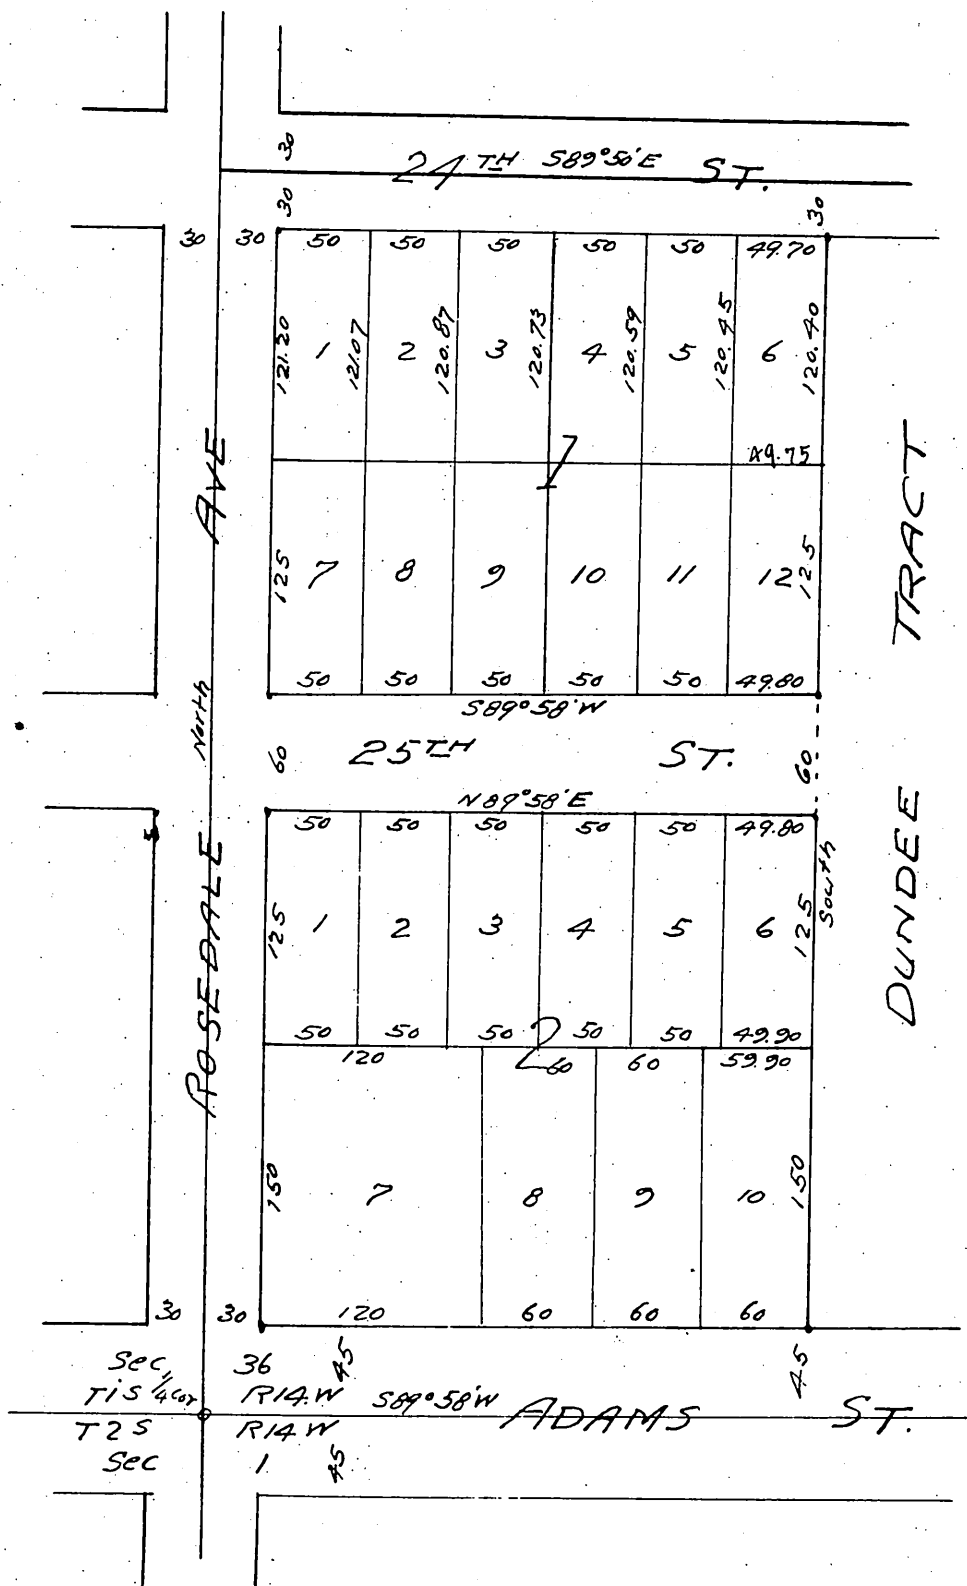 30
24TH S89°50'E ST.
30
30
30 30 50 50 50 50 50 49.70
121.20 1 121.07 2 120.87 3 120.73 4 120.59 5 120.45 6 120.40
1
49.75
125 7 8 9 10 11 12 125
50 50 50 50 50 49.80
S89°58'W
60 25TH ST. 60
N89°58'E
50 50 50 50 50 49.80
125 1 2 3 4 5 6 125
South
50 50 50 50 50 49.90
2
120 60 60 59.90
150 7 8 9 10 150
30 30 120 60 60 60
ROSEDALE North AVE
DUNDEE TRACT
Sec 36 45 45
T1S 1/4 Cor R14W S89°58'W ADAMS ST.
T2S R14W
Sec 1 45